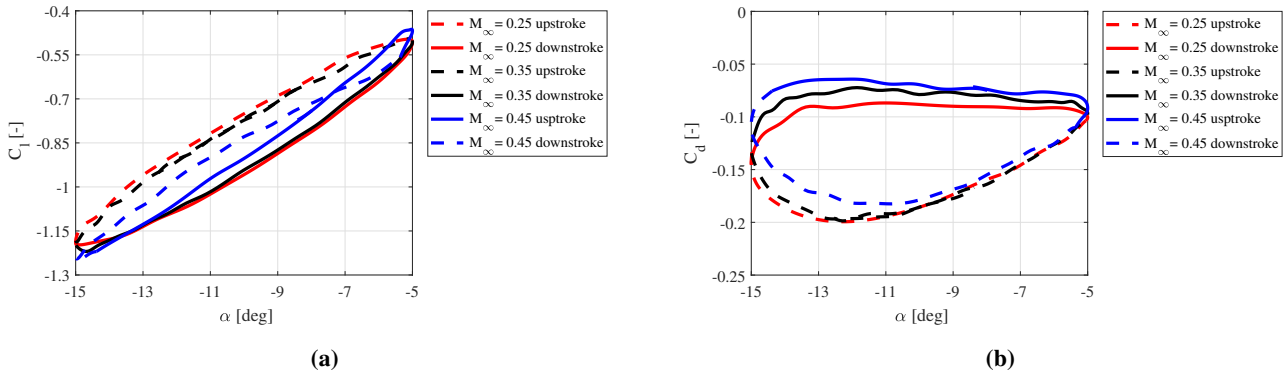 -0.4
-0.55
-0.7
-0.85
-1
-1.15
-1.3
C_l [-]
-15
-13
-11
-9
-7
-5
α [deg]
M_∞= 0.25 upstroke
M_∞= 0.25 downstroke
M_∞= 0.35 upstroke
M_∞= 0.35 downstroke
M_∞= 0.45 usptroke
M_∞= 0.45 downstroke
(a)
0
-0.05
-0.1
-0.15
-0.2
-0.25
C_d [-]
-15
-13
-11
-9
-7
-5
α [deg]
M_∞= 0.25 upstroke
M_∞= 0.25 downstroke
M_∞= 0.35 upstroke
M_∞= 0.35 downstroke
M_∞= 0.45 upstroke
M_∞= 0.45 downstroke
(b)